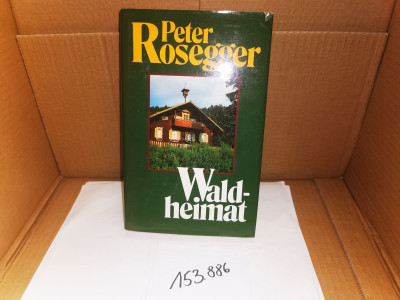 Peter
Rosegger
Wald-
heimat
153.886